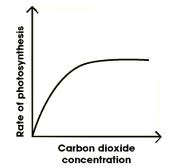 Rate of photosynthesis
Carbon dioxide
concentration